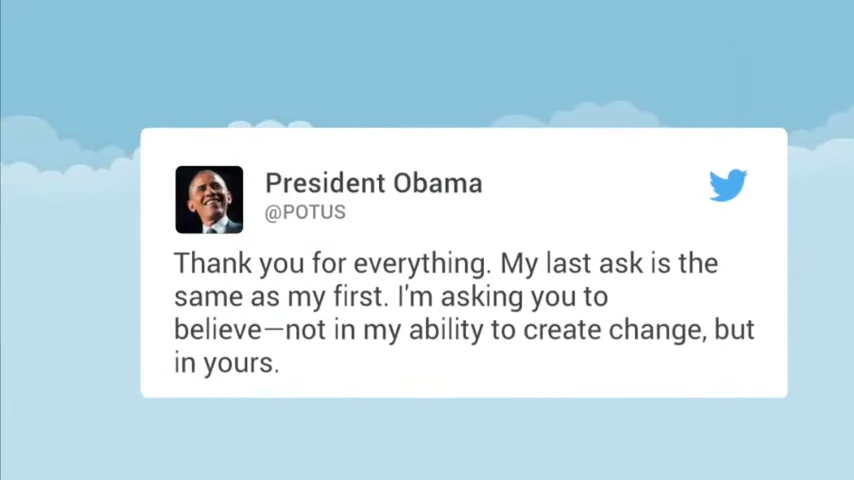 President Obama
@POTUS
Thank you for everything. My last ask is the
same as my first. I'm asking you to
believe—not in my ability to create change, but
in yours.